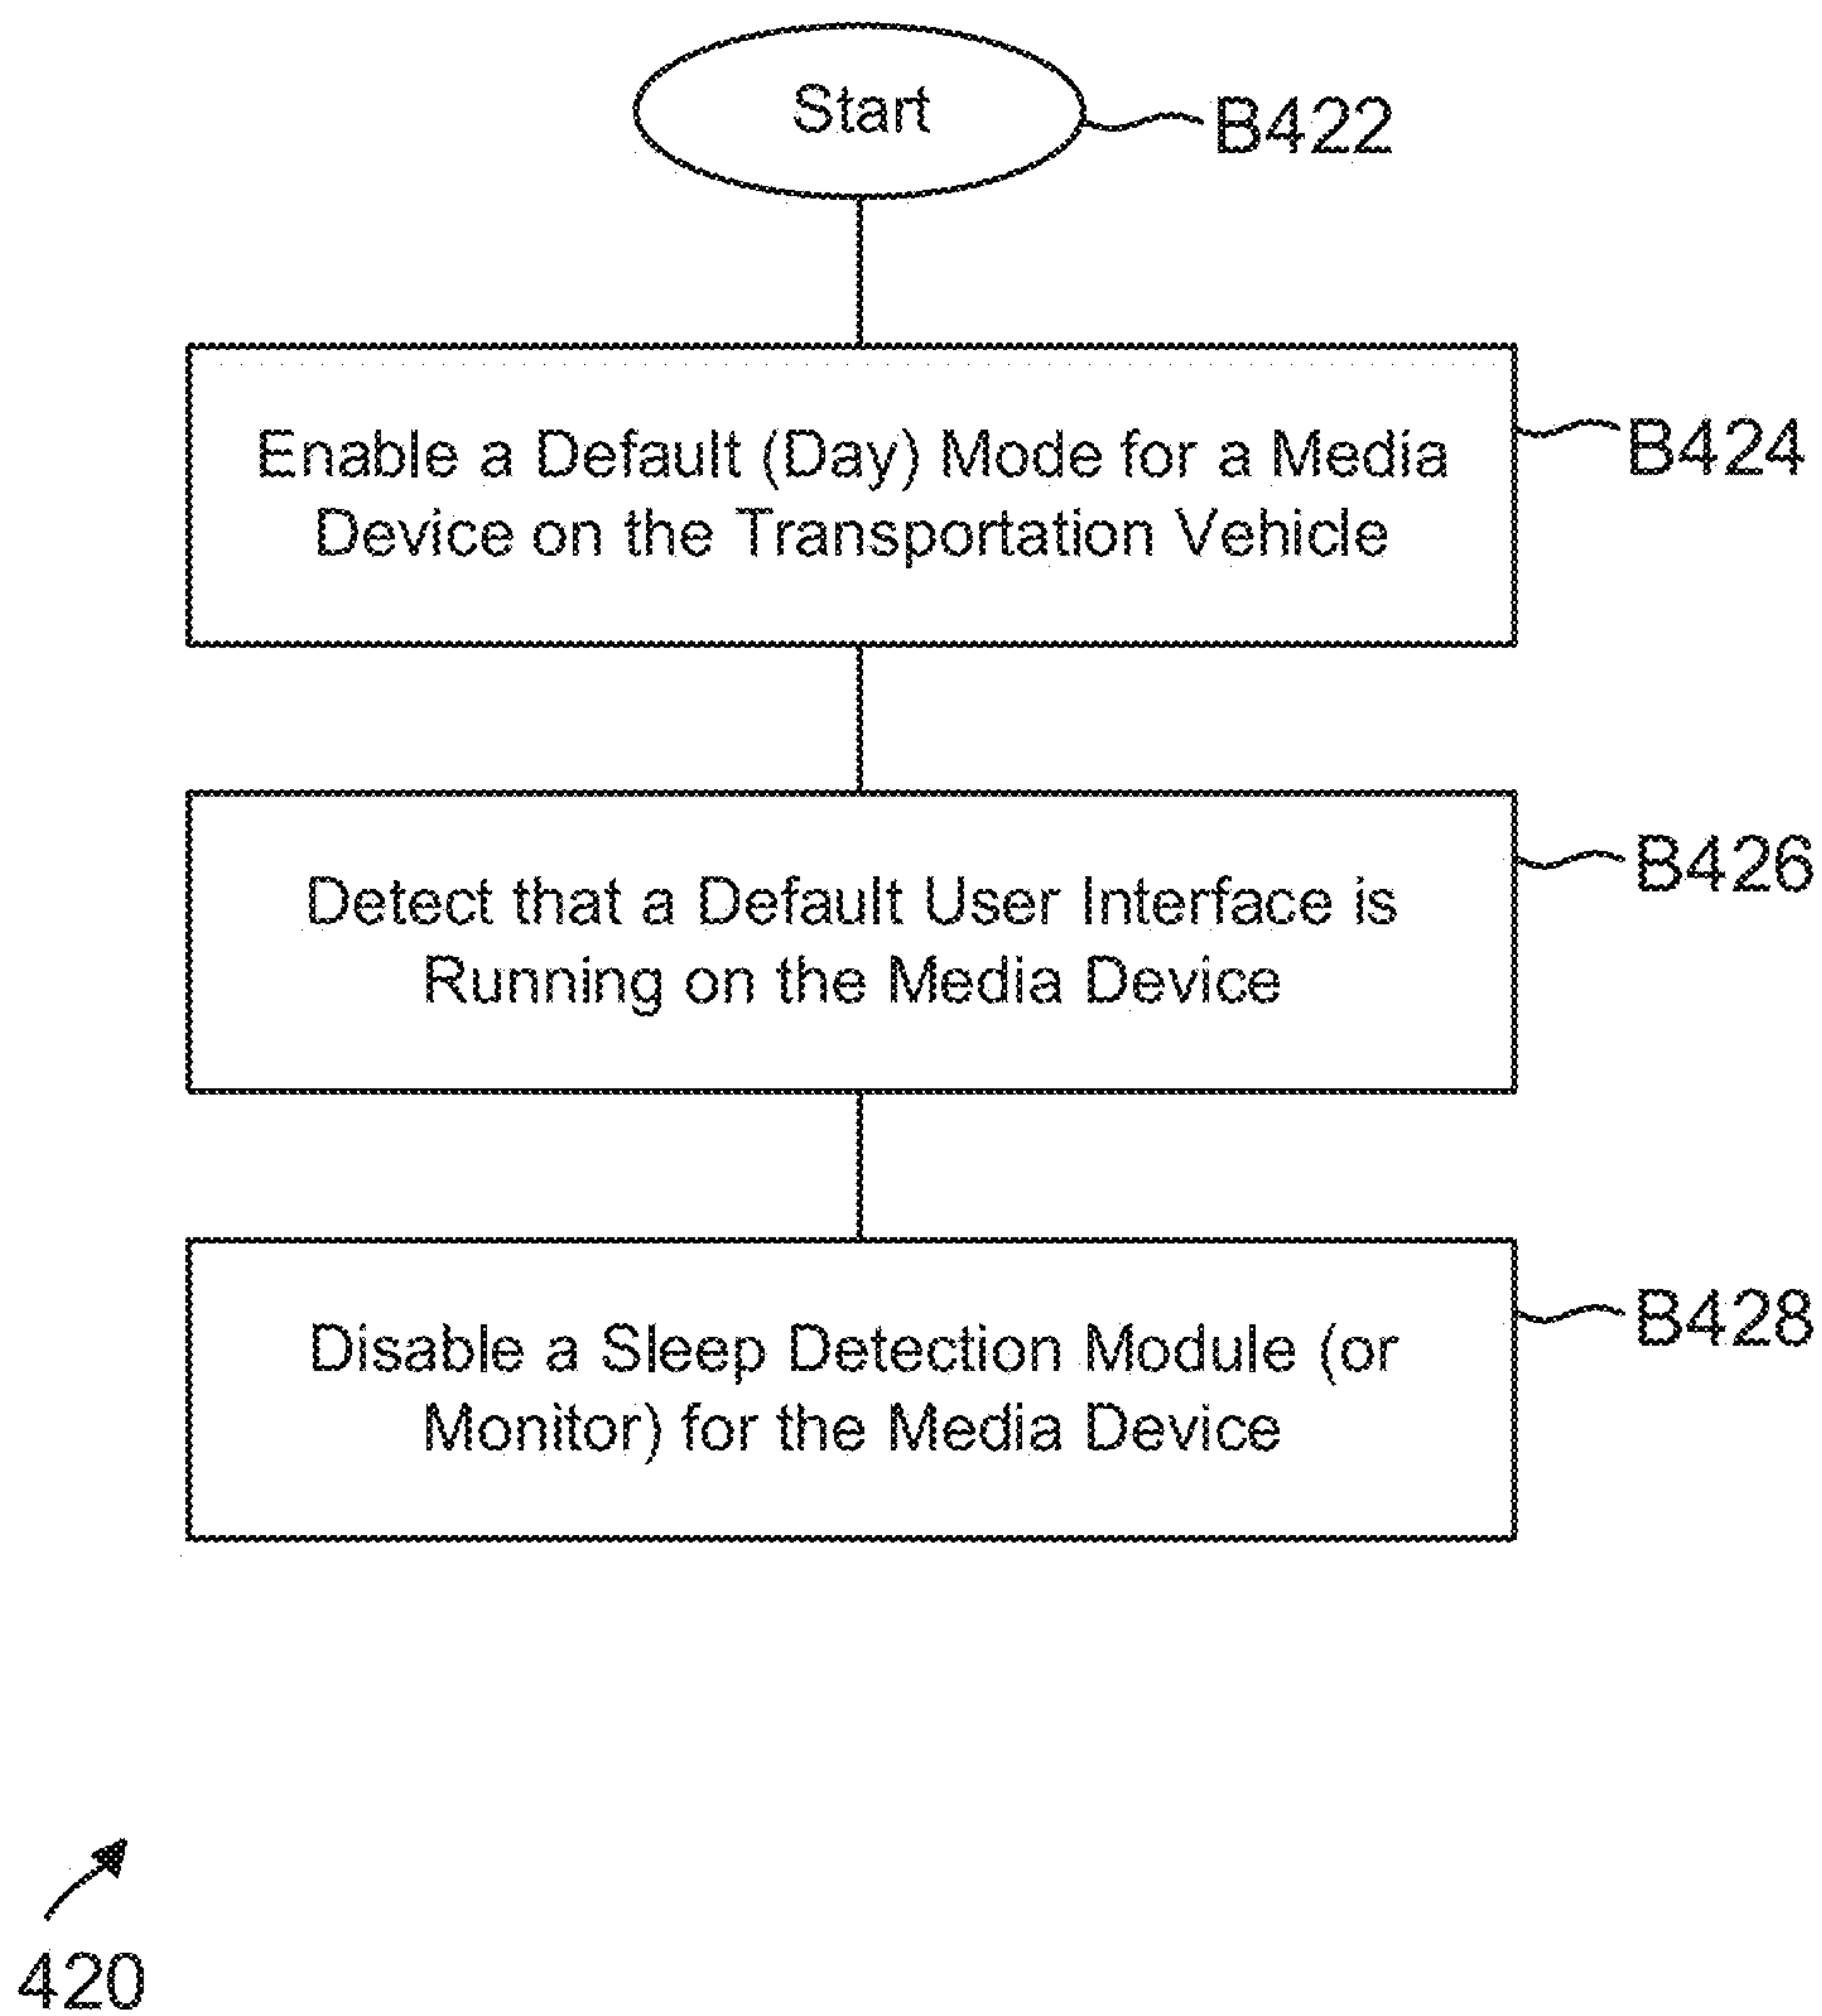 Start
B422
Enable a Default (Day) Mode for a Media
Device on the Transportation Vehicle
B424
Detect that a Default User Interface is
Running on the Media Device
B426
Disable a Sleep Detection Module (or
Monitor) for the Media Device
B428
420